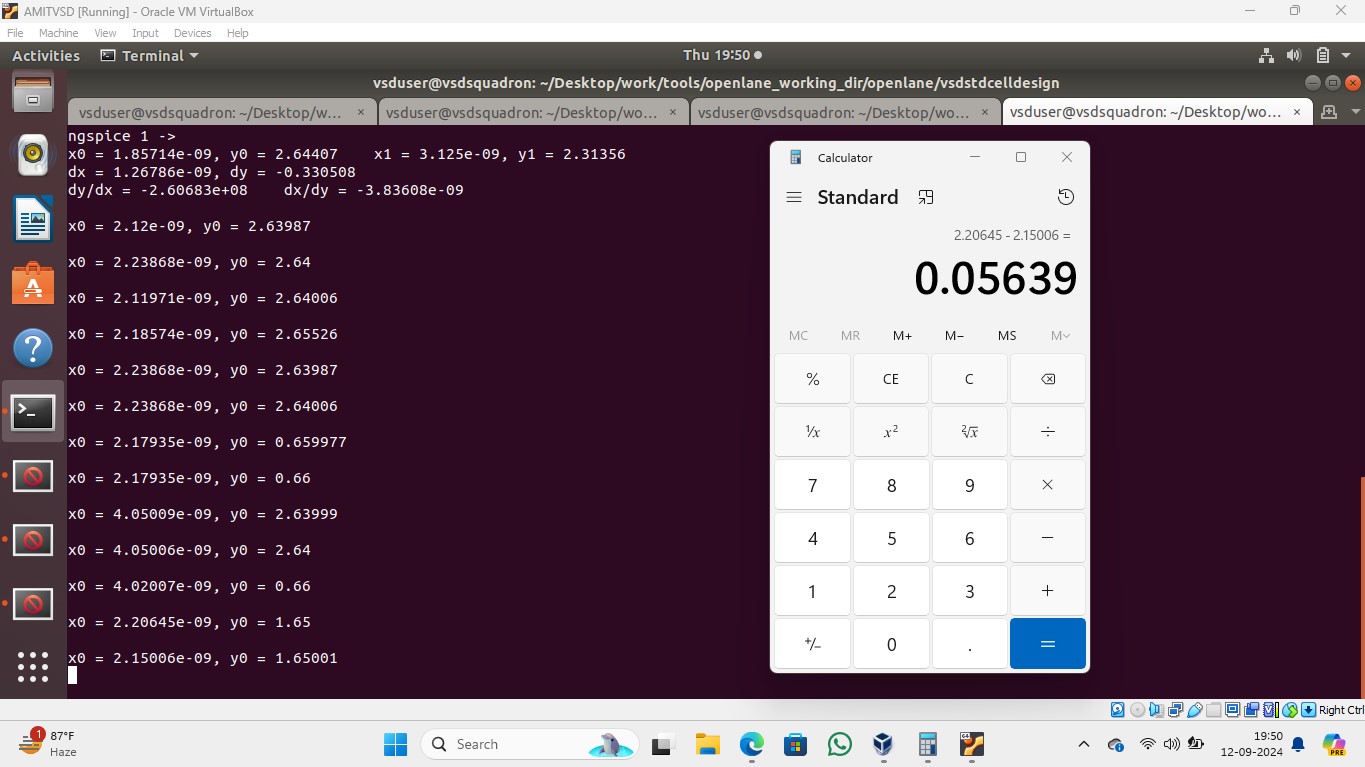 AMITVSD [Running] - Oracle VM VirtualBox
File Machine View Input Devices Help
Activities Terminal Thu 19:50
vsduser@vsdsquadron: ~/Desktop/work/tools/openlane_working_dir/openlane/vsdstdcelldesign
vsduser@vsdsquadron: ~/Desktop/w... × vsduser@vsdsquadron: ~/Desktop/wo... × vsduser@vsdsquadron: ~/Desktop/wo... × vsduser@vsdsquadron: ~/Desktop/wo... ×
ngspice 1 ->
x0 = 1.85714e-09, y0 = 2.64407 x1 = 3.125e-09, y1 = 2.31356
dx = 1.26786e-09, dy = -0.330508
dy/dx = -2.60683e+08 dx/dy = -3.83608e-09
x0 = 2.12e-09, y0 = 2.63987
x0 = 2.23868e-09, y0 = 2.64
x0 = 2.11971e-09, y0 = 2.64006
x0 = 2.18574e-09, y0 = 2.65526
x0 = 2.23868e-09, y0 = 2.63987
x0 = 2.23868e-09, y0 = 2.64006
x0 = 2.17935e-09, y0 = 0.659977
x0 = 2.17935e-09, y0 = 0.66
x0 = 4.05009e-09, y0 = 2.63999
x0 = 4.05006e-09, y0 = 2.64
x0 = 4.02007e-09, y0 = 0.66
x0 = 2.20645e-09, y0 = 1.65
x0 = 2.15006e-09, y0 = 1.65001
Calculator
Standard
2.20645 - 2.15006 =
0.05639
MC MR M+ M− MS M˅
% CE C
¹/x x² ²√x ÷
7 8 9 ×
4 5 6 −
1 2 3 +
⁺/₋ 0 . =
Right Ctrl
1
87°F
Haze
Search
64
19:50
12-09-2024
PRE